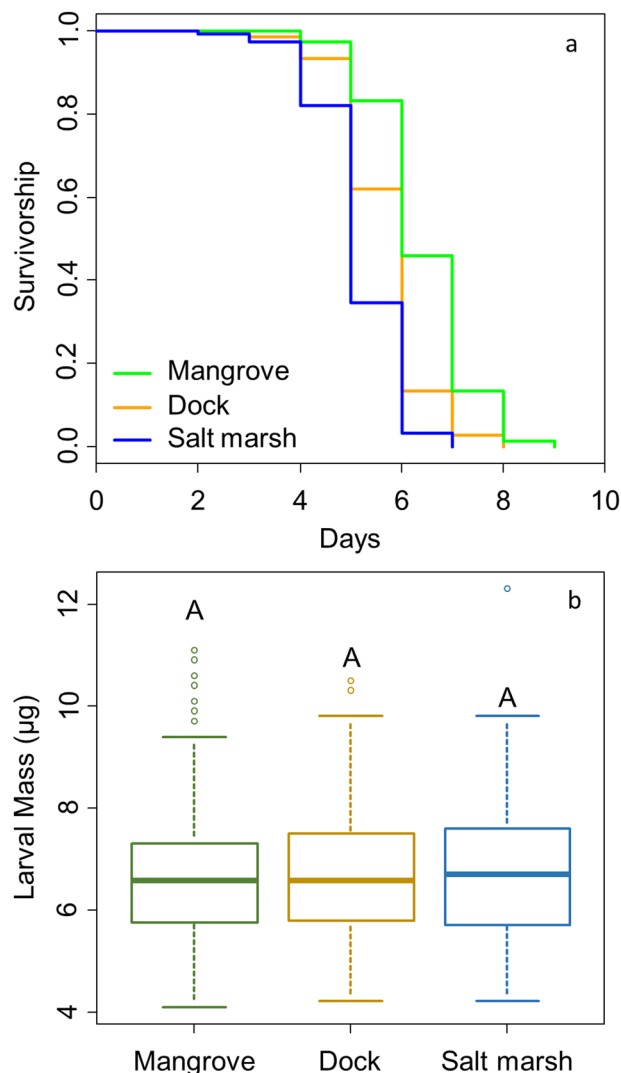 a
1.0
0.8
0.6
0.4
0.2
0.0
Survivorship
Mangrove
Dock
Salt marsh
0 2 4 6 8 10
Days
b
12
10
8
6
4
Larval Mass (µg)
A
A
A
Mangrove Dock Salt marsh